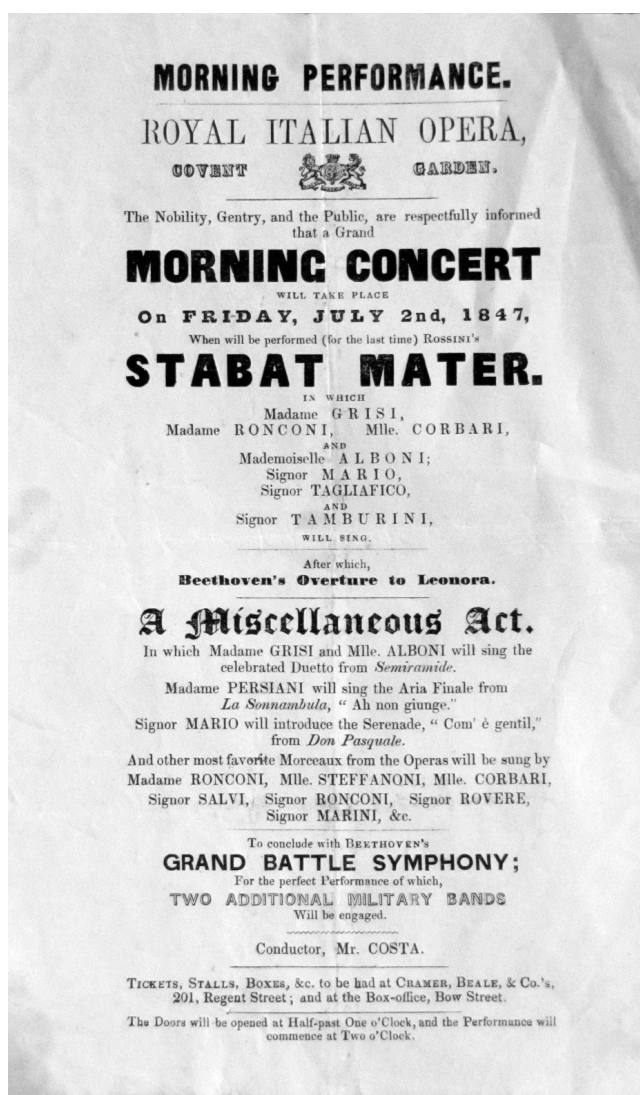 MORNING PERFORMANCE.
ROYAL ITALIAN OPERA,
COVENT GARDEN.
The Nobility, Gentry, and the Public, are respectfully informed
that a Grand
MORNING CONCERT
WILL TAKE PLACE
On FRIDAY, JULY 2nd, 1847,
When will be performed (for the last time) ROSSINI'S
STABAT MATER.
IN WHICH
Madame GRISI,
Madame RONCONI, Mlle. CORBARI,
AND
Mademoiselle ALBONI;
Signor MARIO,
Signor TAGLIAFICO,
AND
Signor TAMBURINI,
WILL SING.
After which,
Beethoven's Overture to Leonora.
A Miscellaneous Act.
In which Madame GRISI and Mlle. ALBONI will sing the
celebrated Duetto from Semiramide.
Madame PERSIANI will sing the Aria Finale from
La Sonnambula, "Ah non giunge."
Signor MARIO will introduce the Serenade, "Com' è gentil,"
from Don Pasquale.
And other most favorite Morceaux from the Operas will be sung by
Madame RONCONI, Mlle. STEFFANONI, Mlle. CORBARI,
Signor SALVI, Signor RONCONI, Signor ROVERE,
Signor MARINI, &c.
To conclude with BEETHOVEN'S
GRAND BATTLE SYMPHONY;
For the perfect Performance of which,
TWO ADDITIONAL MILITARY BANDS
Will be engaged.
Conductor, Mr. COSTA.
TICKETS, STALLS, BOXES, &c. to be had at CRAMER, BEALE, & Co.'s,
201, Regent Street; and at the Box-office, Bow Street.
The Doors will be opened at Half-past One o'Clock, and the Performance will
commence at Two o'Clock.